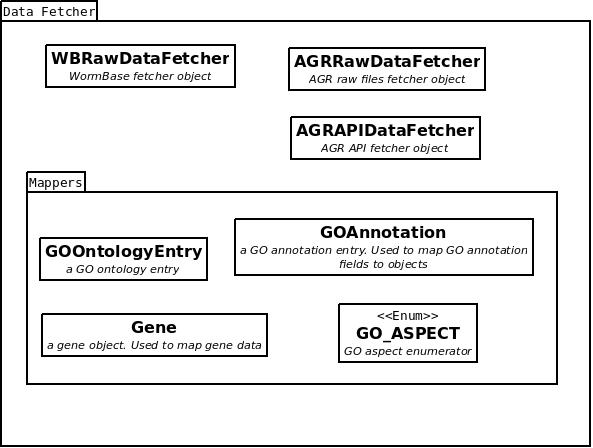 Data Fetcher
WBRawDataFetcher
WormBase fetcher object
AGRRawDataFetcher
AGR raw files fetcher object
AGRAPIDataFetcher
AGR API fetcher object
Mappers
GOOntologyEntry
a GO ontology entry
GOAnnotation
a GO annotation entry. Used to map GO annotation
fields to objects
Gene
a gene object. Used to map gene data
<<Enum>>
GO_ASPECT
GO aspect enumerator